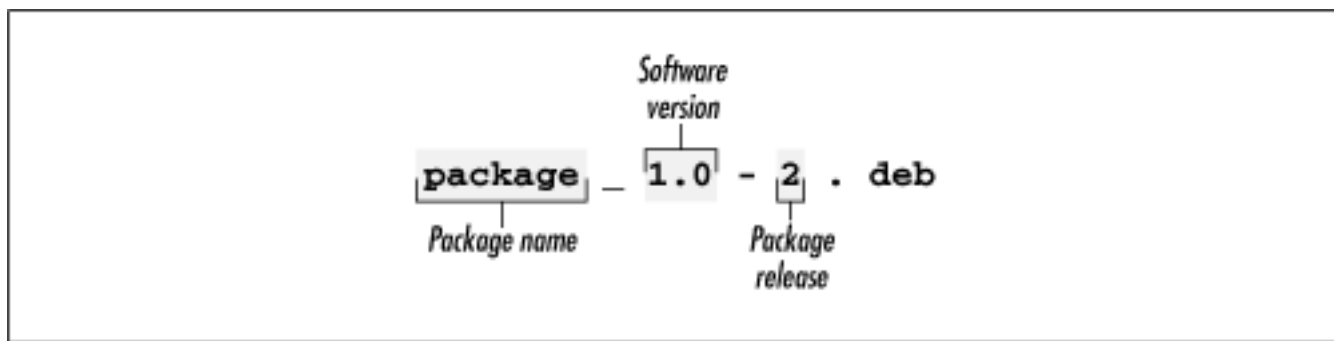 Software
version
package _ 1.0 - 2 . deb
Package name
Package
release